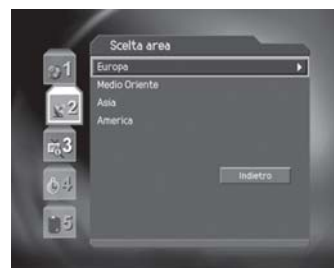 Scelta area
1
Europa
Medio Oriente
2
Asia
America
3
4
Indietro
5